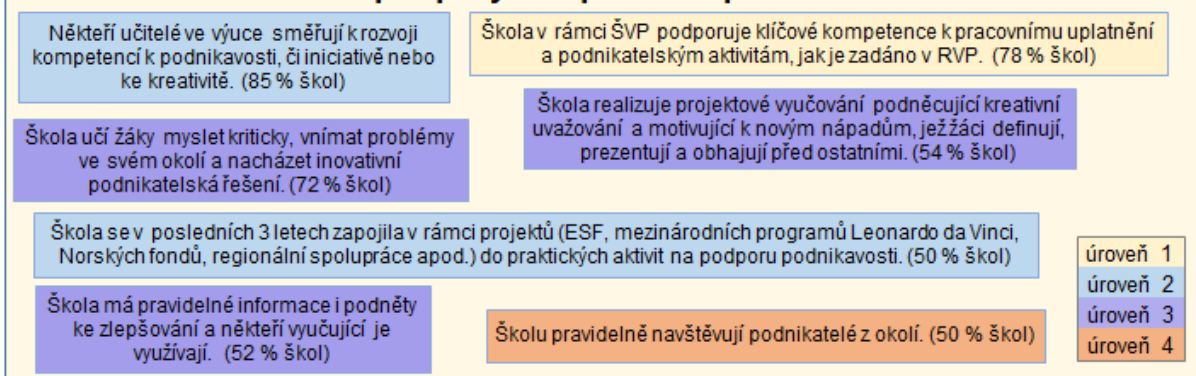 Někteří učitelé ve výuce směřují k rozvoji
kompetencí k podnikavosti, či iniciativě nebo
ke kreativitě. (85 % škol)
Škola v rámci ŠVP podporuje klíčové kompetence k pracovnímu uplatnění
a podnikatelským aktivitám, jak je zadáno v RVP. (78 % škol)
Škola učí žáky myslet kriticky, vnímat problémy
ve svém okolí a nacházet inovativní
podnikatelská řešení. (72 % škol)
Škola realizuje projektové vyučování podněcující kreativní
uvažování a motivující k novým nápadům, jež žáci definují,
prezentují a obhajují před ostatními. (54 % škol)
Škola se v posledních 3 letech zapojila v rámci projektů (ESF, mezinárodních programů Leonardo da Vinci,
Norských fondů, regionální spolupráce apod.) do praktických aktivit na podporu podnikavosti. (50 % škol)
Škola má pravidelné informace i podněty
ke zlepšování a někteří vyučující je
využívají. (52 % škol)
Školu pravidelně navštěvují podnikatelé z okolí. (50 % škol)
úroveň 1
úroveň 2
úroveň 3
úroveň 4